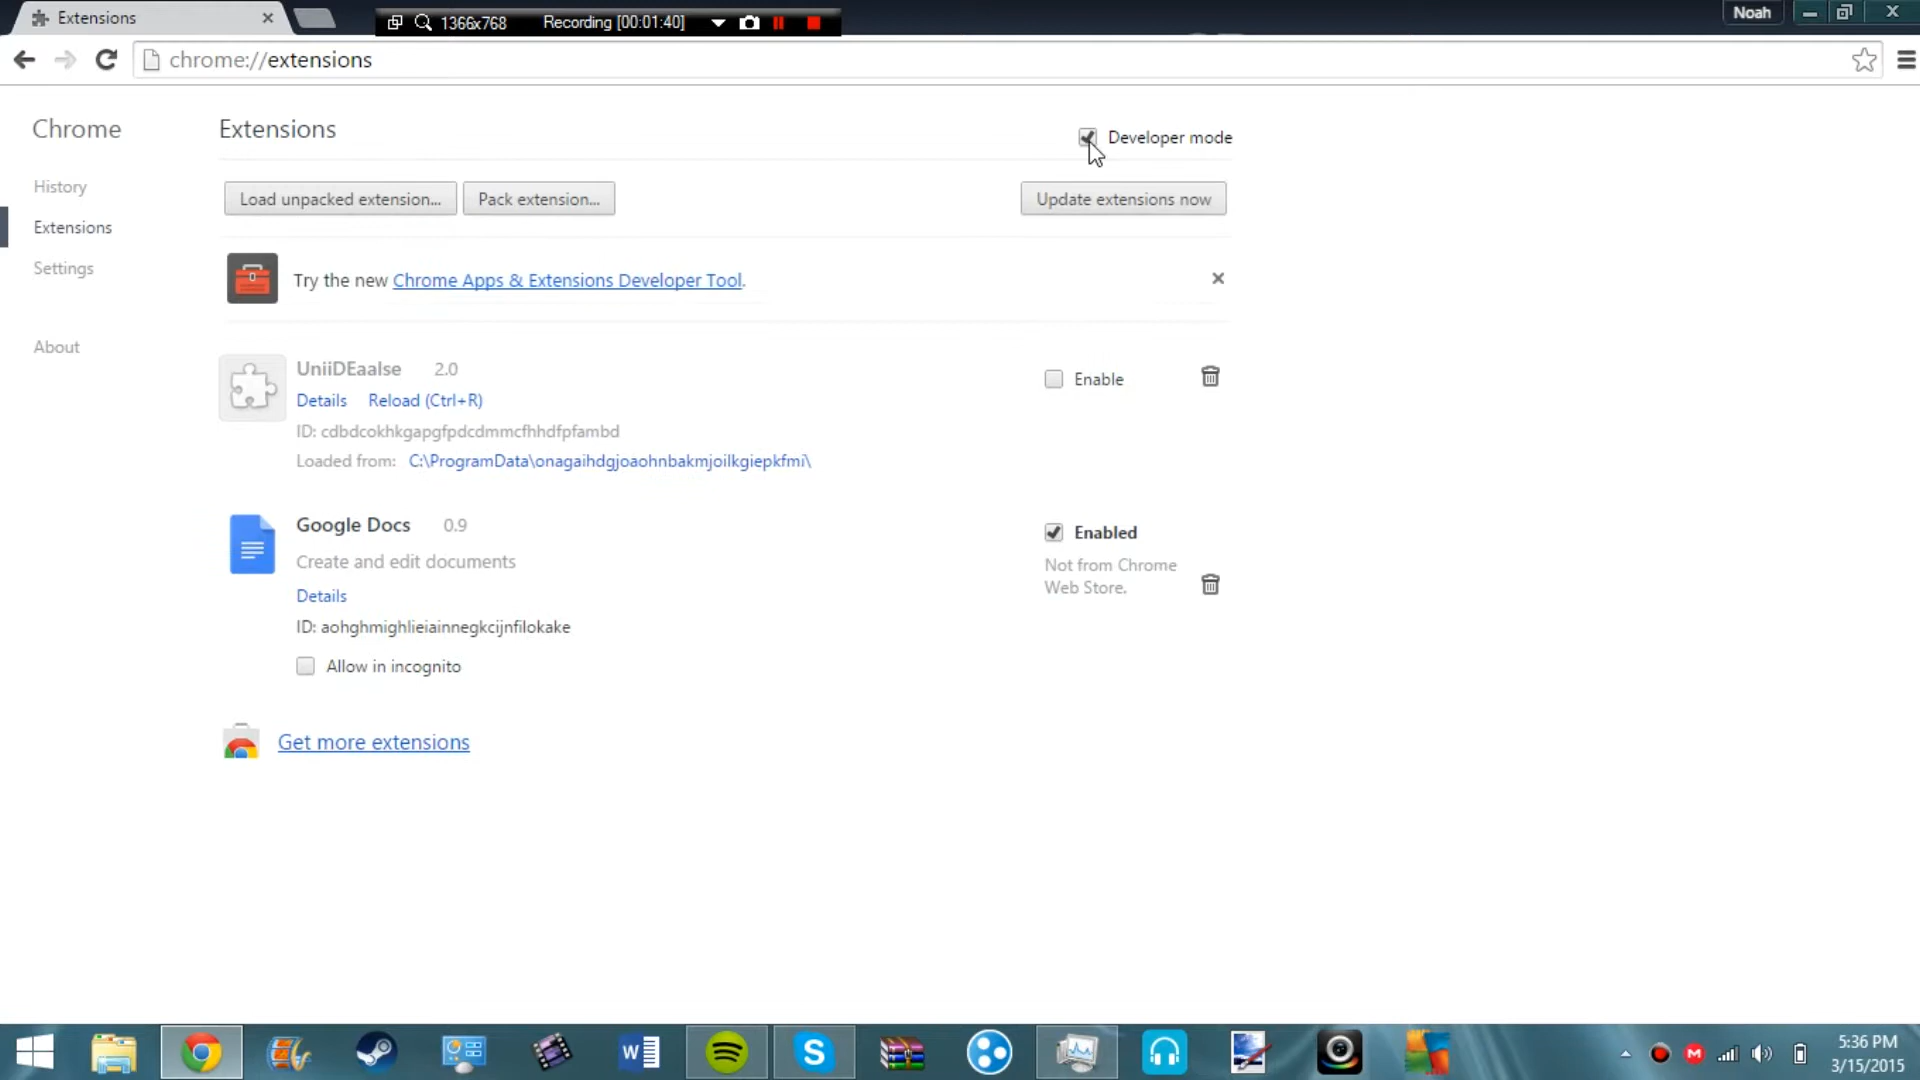 Extensions
1366x768 Recording [00:01:40]
Noah
chrome://extensions
Chrome
Extensions
Developer mode
History
Load unpacked extension...
Pack extension...
Update extensions now
Extensions
Settings
Try the new Chrome Apps & Extensions Developer Tool.
About
UniiDEaalse 2.0
Enable
Details Reload (Ctrl+R)
ID: cdbdcokhkgapgfpdcdmmcfhhdfpfambd
Loaded from: C:\ProgramData\onagaihdgjoaohnbakmjoilkgiepkfmi\
Google Docs 0.9
Enabled
Create and edit documents
Not from Chrome
Web Store.
Details
ID: aohghmighlieiainnegkcijnfilokake
Allow in incognito
Get more extensions
5:36 PM
3/15/2015